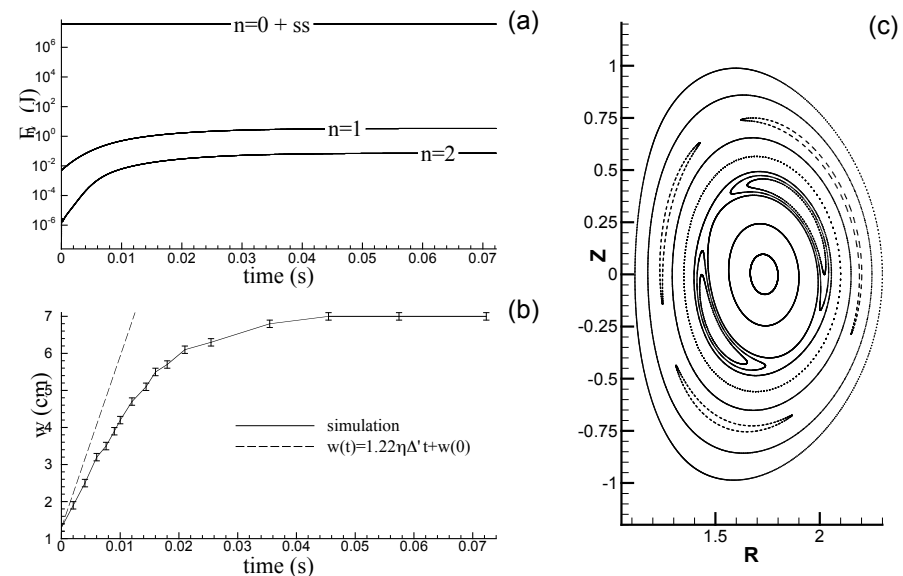 (a)
n=0 + ss
n=1
n=2
E (J)
10^6
10^4
10^2
10^0
10^-2
10^-4
10^-6
0 0.01 0.02 0.03 0.04 0.05 0.06 0.07
time (s)
(b)
w (cm)
7
6
5
4
3
2
1
simulation
w(t)=1.22ηΔ't+w(0)
0 0.01 0.02 0.03 0.04 0.05 0.06 0.07
time (s)
(c)
Z
1
0.75
0.5
0.25
0
-0.25
-0.5
-0.75
-1
1.5 2
R